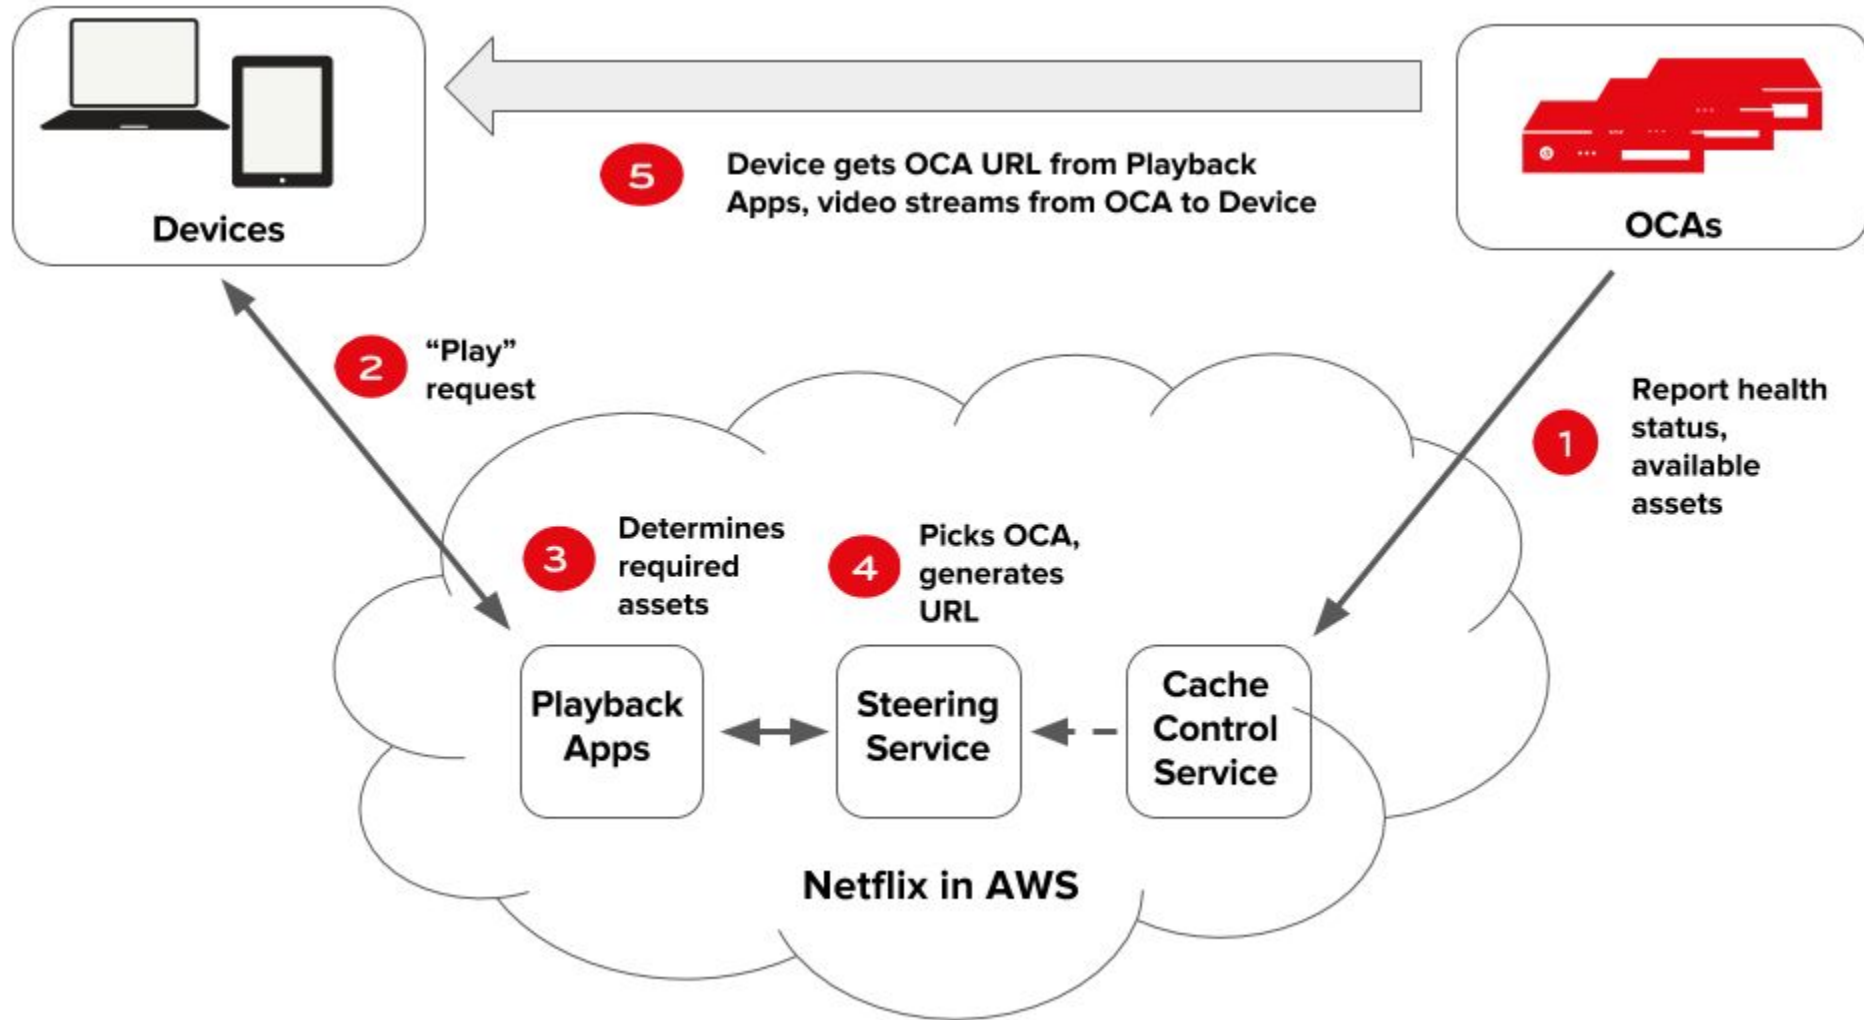 Devices
5
Device gets OCA URL from Playback
Apps, video streams from OCA to Device
OCAs
2
“Play”
request
1
Report health
status,
available
assets
3
Determines
required
assets
4
Picks OCA,
generates
URL
Playback
Apps
Steering
Service
Cache
Control
Service
Netflix in AWS